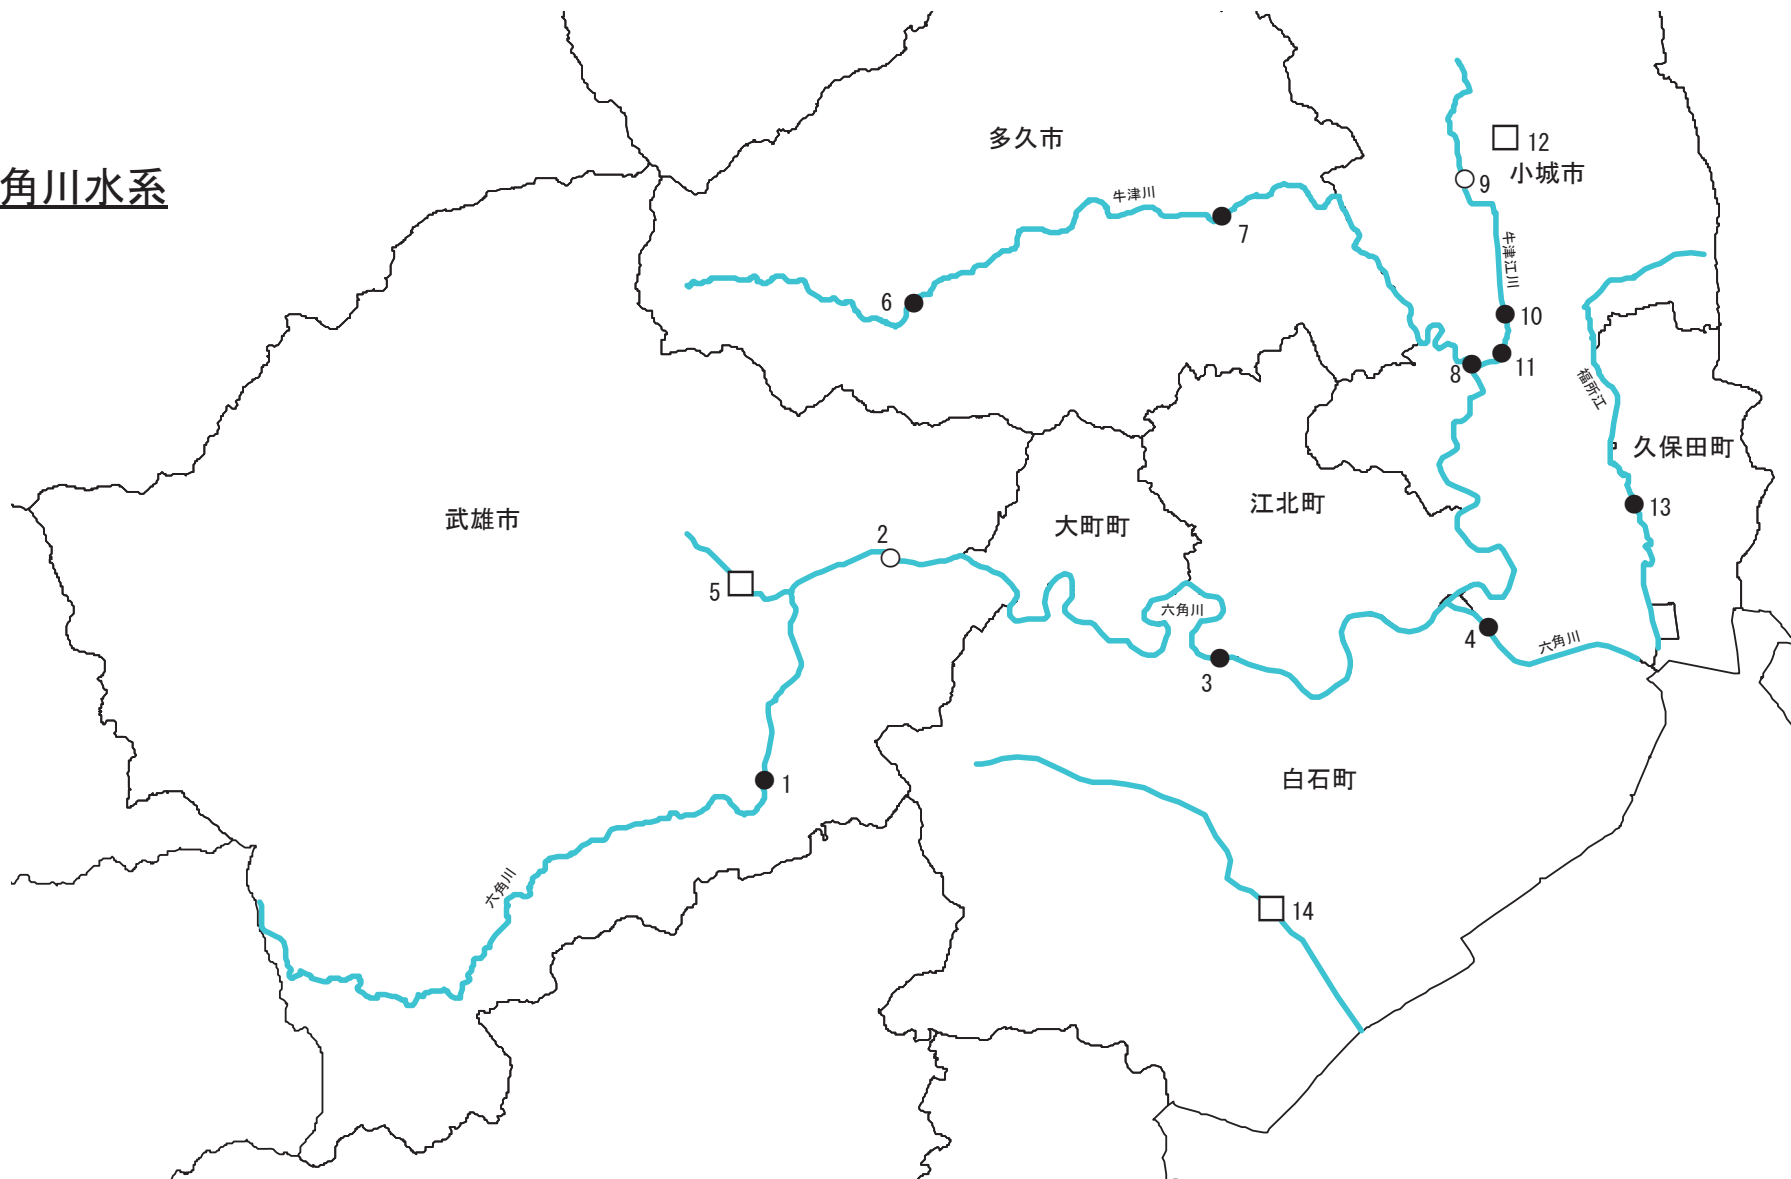 角川水系
多久市
12
小城市
9
牛津川
7
牛津江川
6
10
11
8
福所江
久保田町
江北町
13
武雄市
大町町
2
5
六角川
4
六角川
3
1
白石町
六角川
14